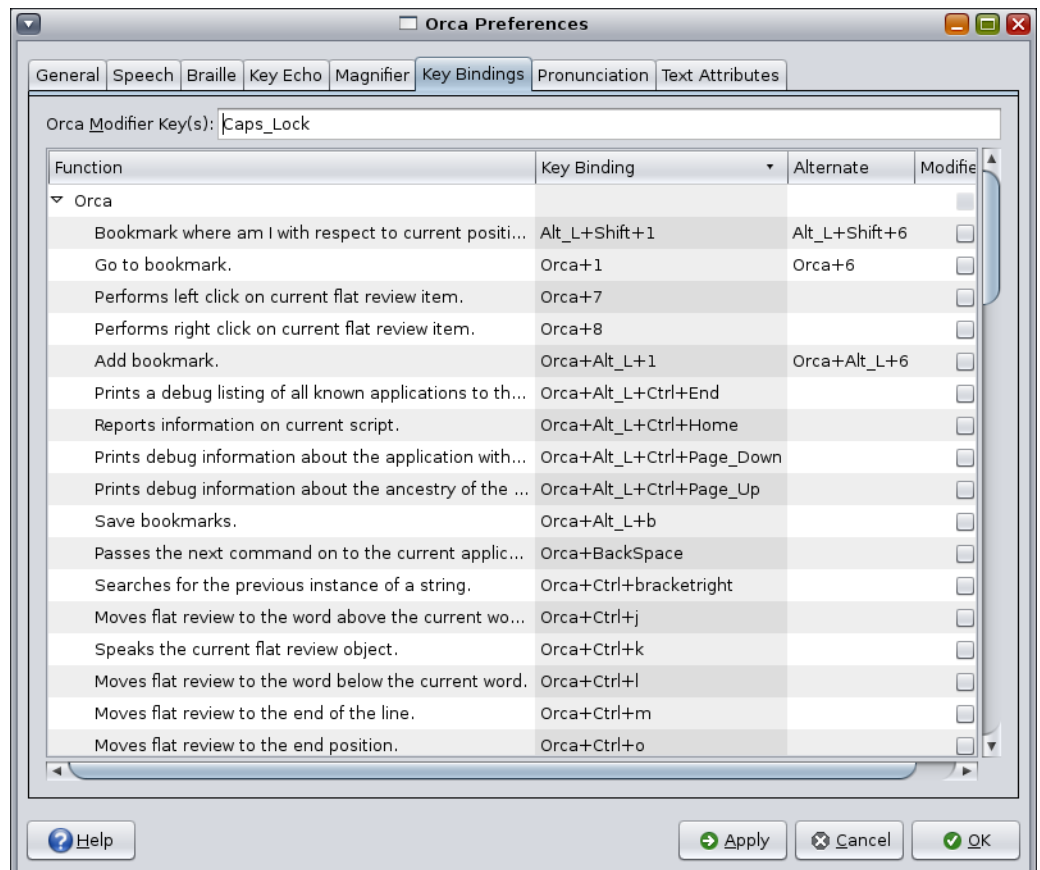 Orca Preferences
General Speech Braille Key Echo Magnifier Key Bindings Pronunciation Text Attributes
Orca Modifier Key(s): Caps_Lock
Function Key Binding Alternate Modifie
Orca
Bookmark where am I with respect to current positi... Alt_L+Shift+1 Alt_L+Shift+6
Go to bookmark. Orca+1 Orca+6
Performs left click on current flat review item. Orca+7
Performs right click on current flat review item. Orca+8
Add bookmark. Orca+Alt_L+1 Orca+Alt_L+6
Prints a debug listing of all known applications to th... Orca+Alt_L+Ctrl+End
Reports information on current script. Orca+Alt_L+Ctrl+Home
Prints debug information about the application with... Orca+Alt_L+Ctrl+Page_Down
Prints debug information about the ancestry of the ... Orca+Alt_L+Ctrl+Page_Up
Save bookmarks. Orca+Alt_L+b
Passes the next command on to the current applic... Orca+BackSpace
Searches for the previous instance of a string. Orca+Ctrl+bracketright
Moves flat review to the word above the current wo... Orca+Ctrl+j
Speaks the current flat review object. Orca+Ctrl+k
Moves flat review to the word below the current word. Orca+Ctrl+l
Moves flat review to the end of the line. Orca+Ctrl+m
Moves flat review to the end position. Orca+Ctrl+o
Help Apply Cancel OK